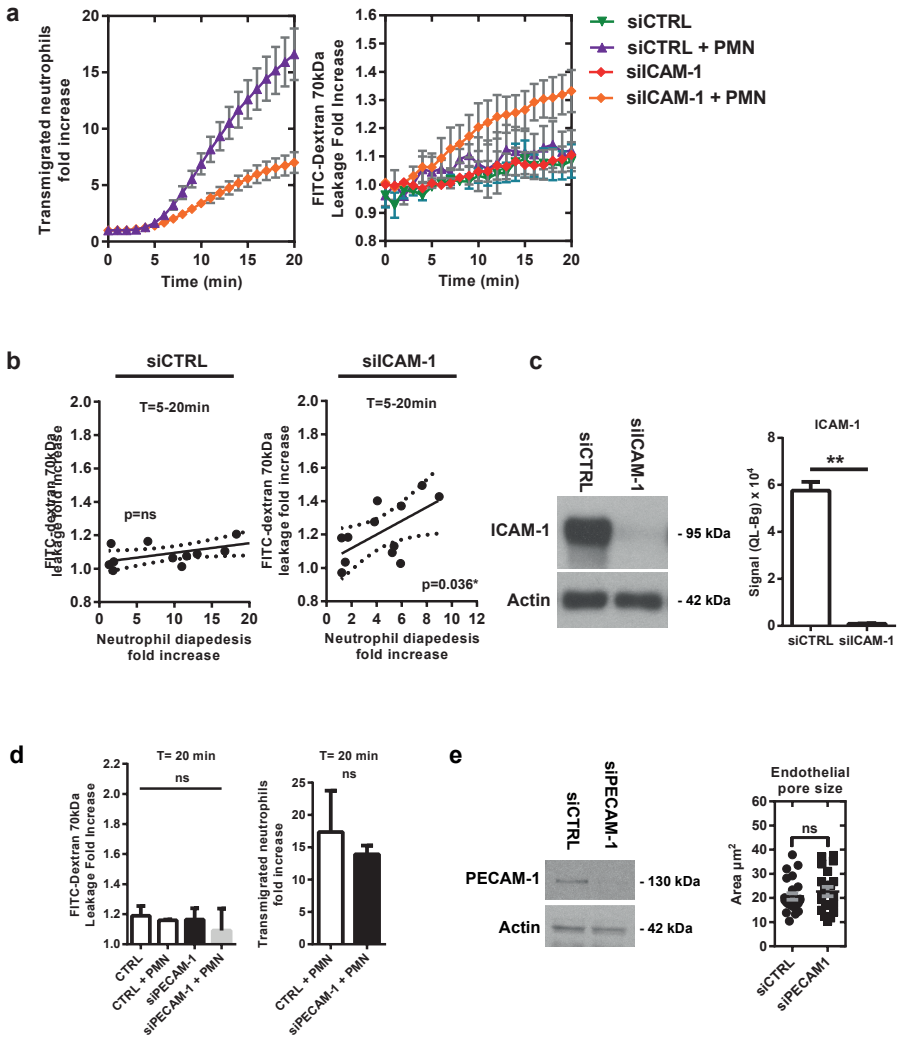 a
Transmigrated neutrophils
fold increase
20
15
10
5
0
0 5 10 15 20
Time (min)
FITC-Dextran 70kDa
Leakage Fold Increase
1.6
1.5
1.4
1.3
1.2
1.1
1.0
0.9
0.8
0 5 10 15 20
Time (min)
siCTRL
siCTRL + PMN
siICAM-1
siICAM-1 + PMN
b
siCTRL
FITC-dextran 70kDa
leakage fold increase
2.0
1.8
1.6
1.4
1.2
1.0
0.8
T=5-20min
p=ns
0 5 10 15 20
Neutrophil diapedesis
fold increase
siICAM-1
FITC-dextran 70kDa
leakage fold increase
2.0
1.8
1.6
1.4
1.2
1.0
0.8
T=5-20min
p=0.036*
0 2 4 6 8 10 12
Neutrophil diapedesis
fold increase
c
siCTRL
siICAM-1
ICAM-1
- 95 kDa
Actin
- 42 kDa
ICAM-1
Signal (QL-Bg) x 10⁴
8
6
4
2
0
**
siCTRL siICAM-1
d
T= 20 min
ns
FITC-Dextran 70kDa
Leakage Fold Increase
2.2
2.0
1.8
1.6
1.4
1.2
1.0
CTRL
CTRL + PMN
siPECAM-1
siPECAM-1 + PMN
T= 20 min
ns
Transmigrated neutrophils
fold increase
25
20
15
10
5
0
CTRL + PMN
siPECAM-1 + PMN
e
siCTRL
siPECAM-1
PECAM-1
- 130 kDa
Actin
- 42 kDa
Endothelial
pore size
Area µm²
60
50
40
30
20
10
0
ns
siCTRL
siPECAM1